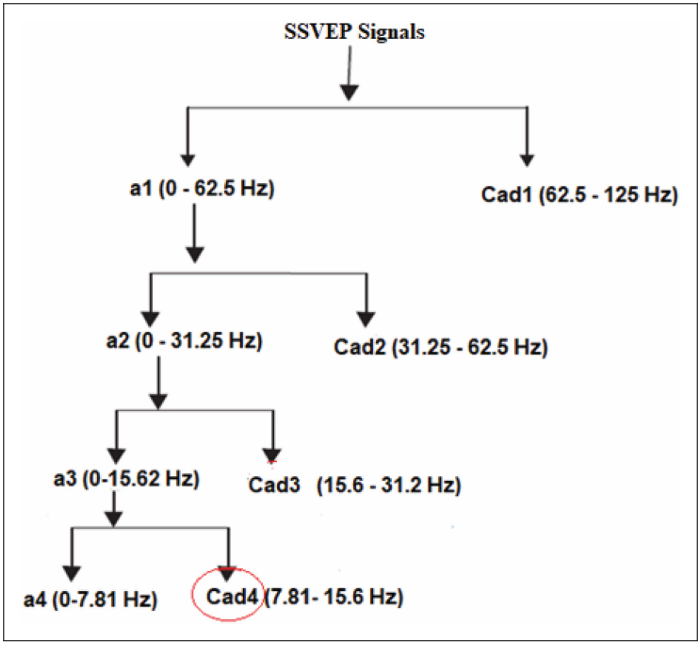 SSVEP Signals
a1 (0 - 62.5 Hz)
Cad1 (62.5 - 125 Hz)
a2 (0 - 31.25 Hz)
Cad2 (31.25 - 62.5 Hz)
a3 (0-15.62 Hz)
Cad3 (15.6 - 31.2 Hz)
a4 (0-7.81 Hz)
Cad4 (7.81- 15.6 Hz)